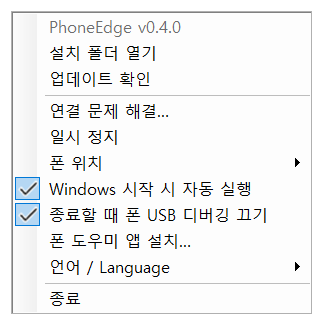 PhoneEdge v0.4.0
설치 폴더 열기
업데이트 확인
연결 문제 해결...
일시 정지
폰 위치
Windows 시작 시 자동 실행
종료할 때 폰 USB 디버깅 끄기
폰 도우미 앱 설치...
언어 / Language
종료